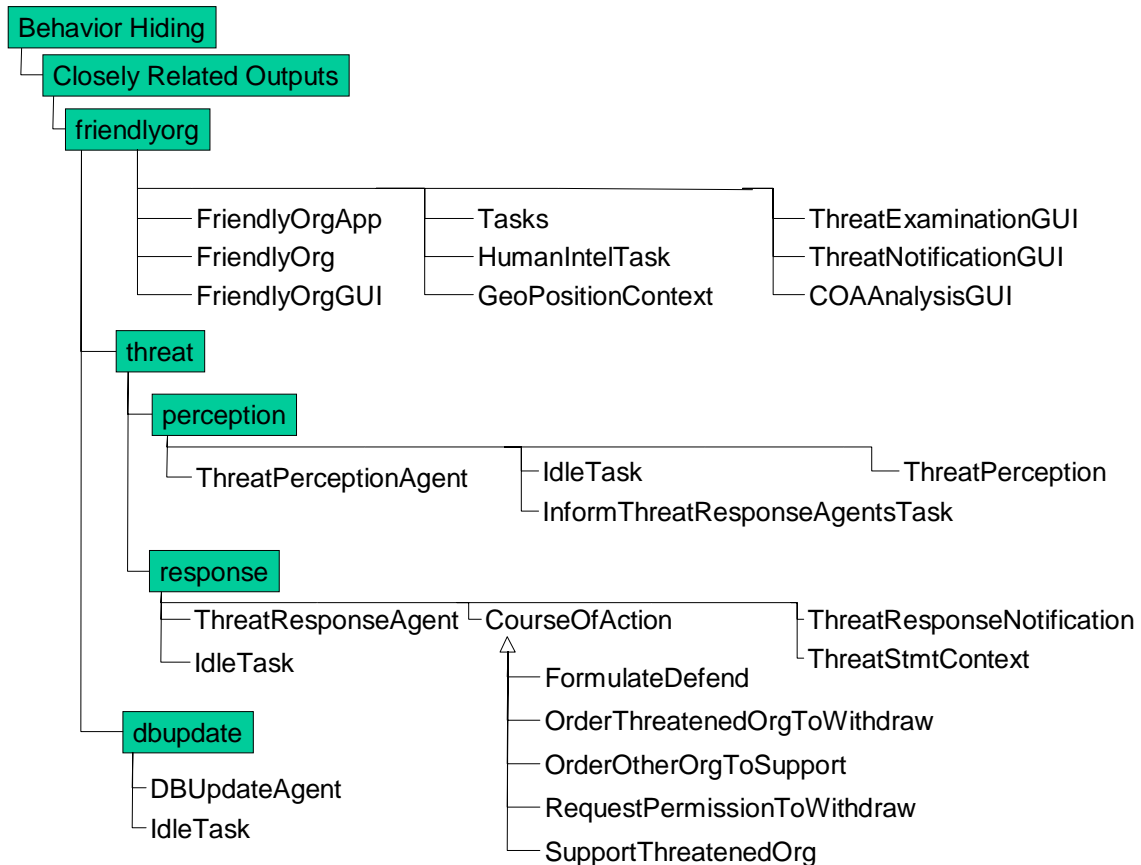 Behavior Hiding
Closely Related Outputs
friendlyorg
FriendlyOrgApp
FriendlyOrg
FriendlyOrgGUI
Tasks
HumanIntelTask
GeoPositionContext
ThreatExaminationGUI
ThreatNotificationGUI
COAAnalysisGUI
threat
perception
ThreatPerceptionAgent
IdleTask
InformThreatResponseAgentsTask
ThreatPerception
response
ThreatResponseAgent
IdleTask
CourseOfAction
FormulateDefend
OrderThreatenedOrgToWithdraw
OrderOtherOrgToSupport
RequestPermissionToWithdraw
SupportThreatenedOrg
ThreatResponseNotification
ThreatStmtContext
dbupdate
DBUpdateAgent
IdleTask